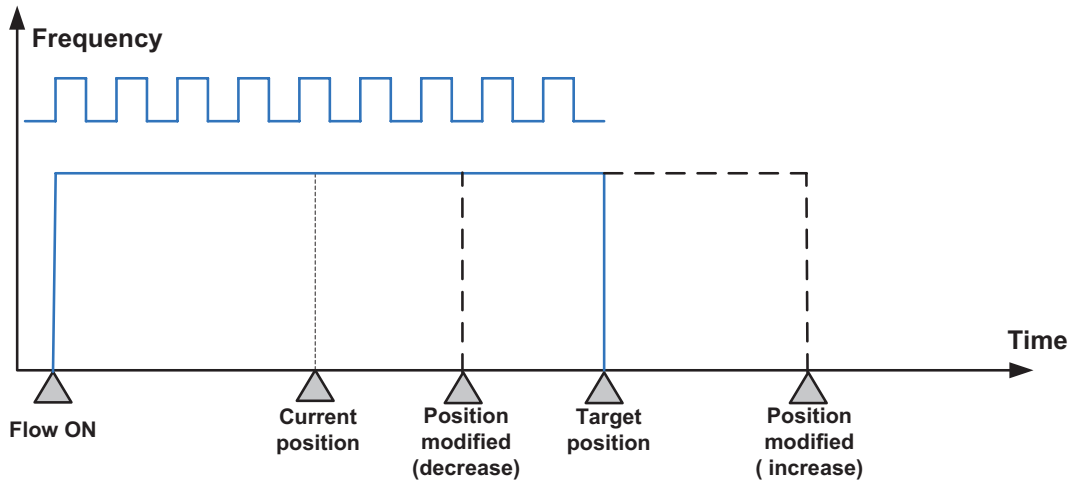 Frequency
Time
Flow ON
Current
position
Position
modified
(decrease)
Target
position
Position
modified
( increase)